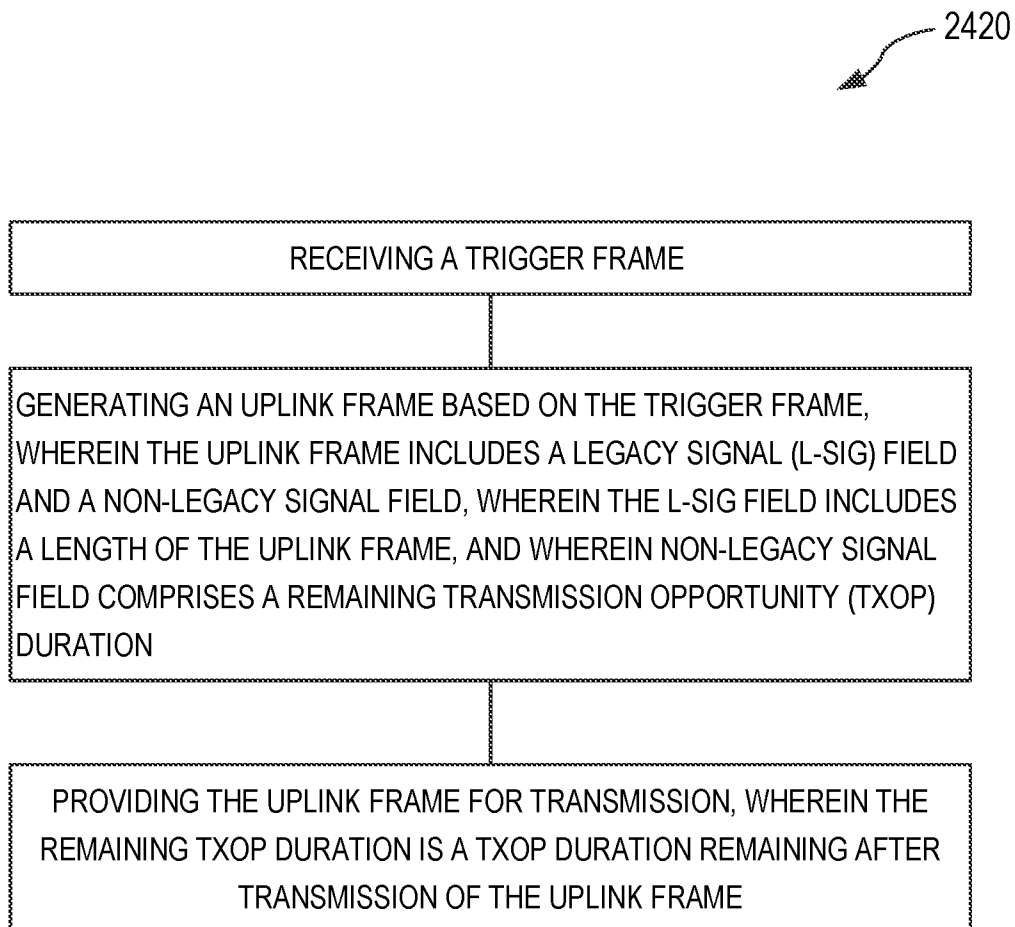 2420
RECEIVING A TRIGGER FRAME
GENERATING AN UPLINK FRAME BASED ON THE TRIGGER FRAME,
WHEREIN THE UPLINK FRAME INCLUDES A LEGACY SIGNAL (L-SIG) FIELD
AND A NON-LEGACY SIGNAL FIELD, WHEREIN THE L-SIG FIELD INCLUDES
A LENGTH OF THE UPLINK FRAME, AND WHEREIN NON-LEGACY SIGNAL
FIELD COMPRISES A REMAINING TRANSMISSION OPPORTUNITY (TXOP)
DURATION
PROVIDING THE UPLINK FRAME FOR TRANSMISSION, WHEREIN THE
REMAINING TXOP DURATION IS A TXOP DURATION REMAINING AFTER
TRANSMISSION OF THE UPLINK FRAME